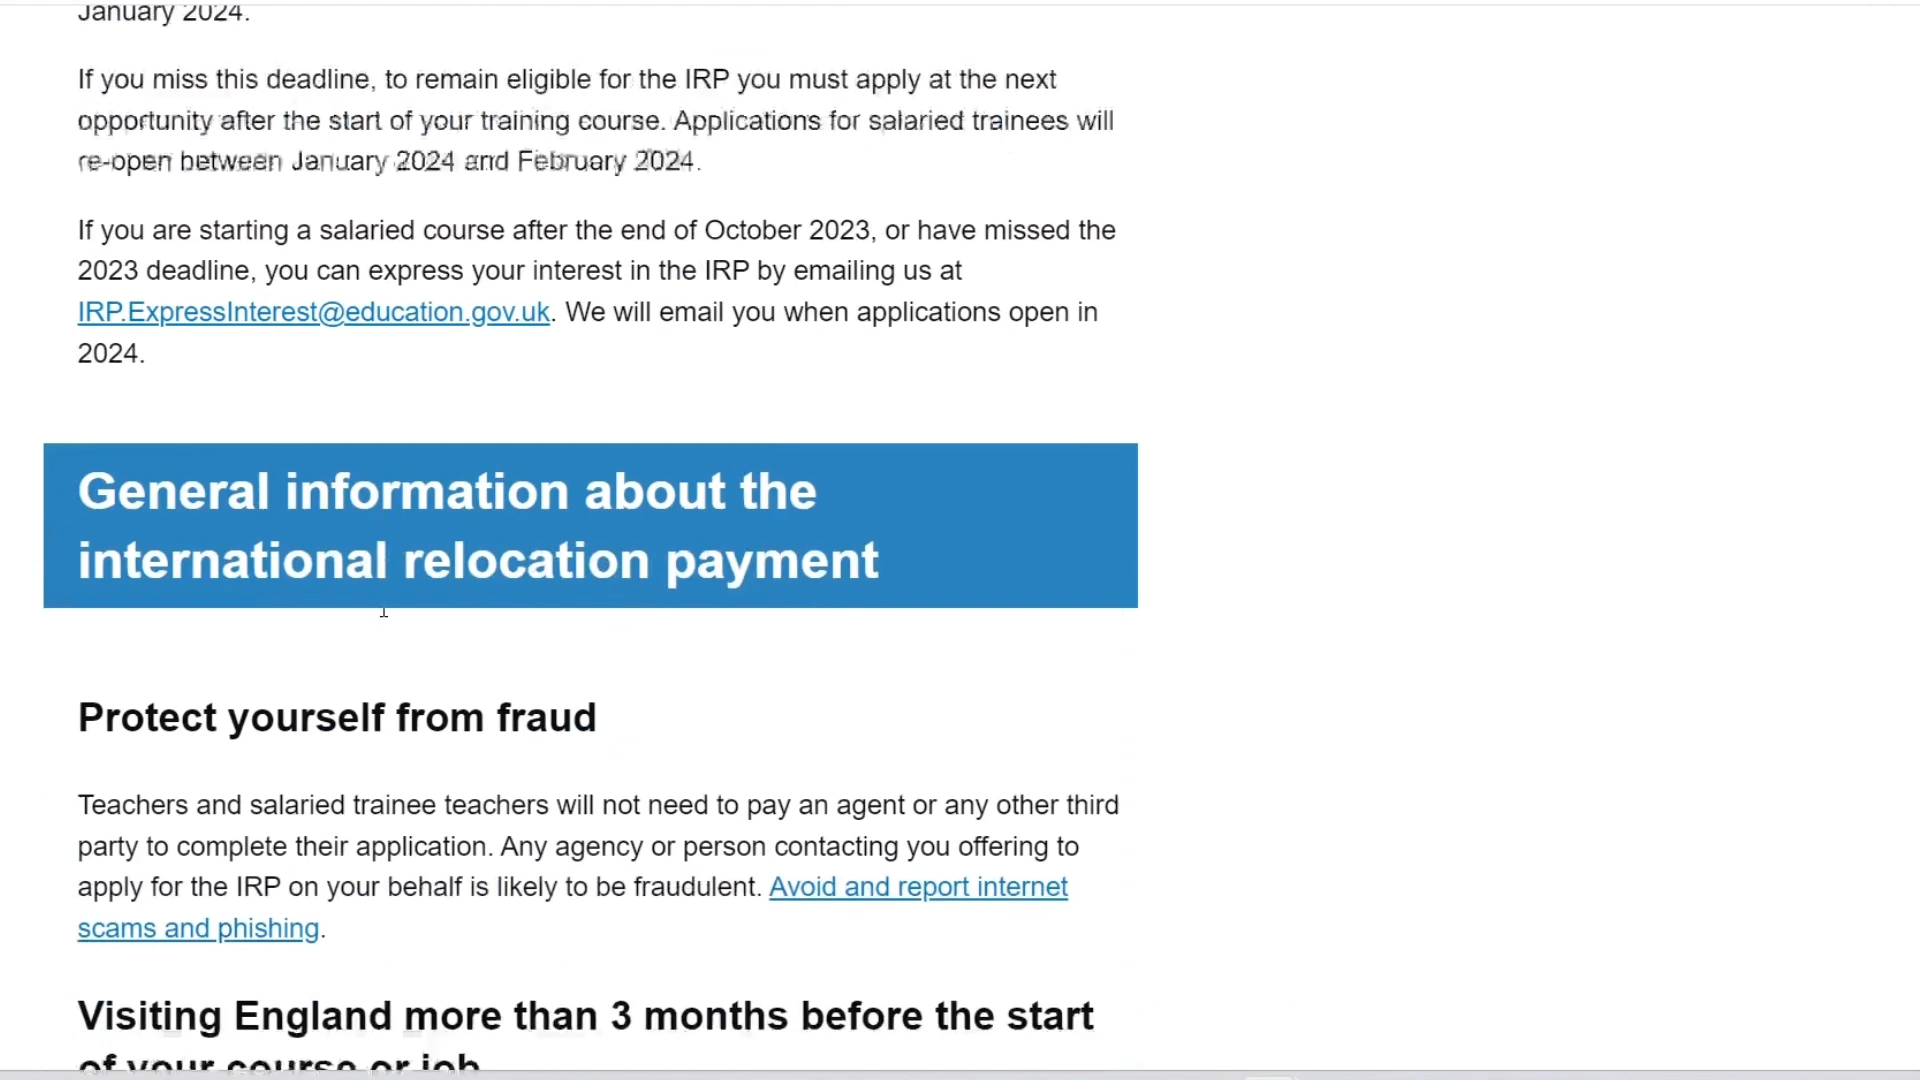 January 2024.
If you miss this deadline, to remain eligible for the IRP you must apply at the next
opportunity after the start of your training course. Applications for salaried trainees will
re-open between January 2024 and February 2024.
If you are starting a salaried course after the end of October 2023, or have missed the
2023 deadline, you can express your interest in the IRP by emailing us at
IRP.ExpressInterest@education.gov.uk. We will email you when applications open in
2024.
General information about the
international relocation payment
Protect yourself from fraud
Teachers and salaried trainee teachers will not need to pay an agent or any other third
party to complete their application. Any agency or person contacting you offering to
apply for the IRP on your behalf is likely to be fraudulent. Avoid and report internet
scams and phishing.
Visiting England more than 3 months before the start
of your course or job